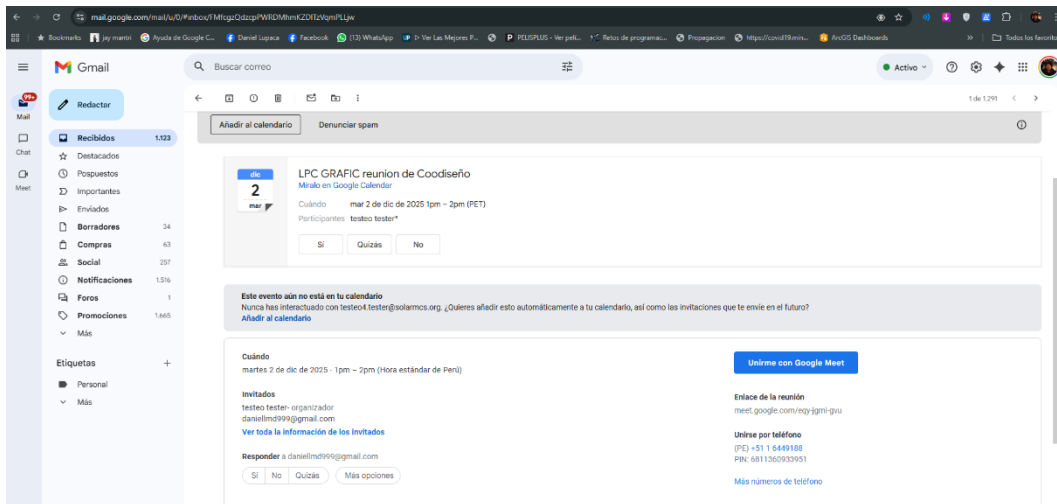 mail.google.com/mail/u/0/#inbox/FMfcgzQdzcpPWRDMhmKZDlTzVqmPLLjw
Bookmarks jay mantri Ayuda de Google C... Daniel Lupaca Facebook (13) WhatsApp Ver Las Mejores P... PELISPLUS - Ver pelí... Retos de programac... Propagacion https://covid19.min... ArcGIS Dashboards » Todos los favoritos
Gmail
Buscar correo
Activo
99+
Mail
Chat
Meet
Redactar
1 de 1.291
Recibidos 1.123
Destacados
Pospuestos
Importantes
Enviados
Borradores 34
Compras 63
Social 257
Notificaciones 1.516
Foros 1
Promociones 1.665
Más
Etiquetas +
Personal
Más
Añadir al calendario Denunciar spam
dic
2
mar
LPC GRAFIC reunion de Coodiseño
Míralo en Google Calendar
Cuándo mar 2 de dic de 2025 1pm – 2pm (PET)
Participantes testeo tester*
Sí Quizás No
Este evento aún no está en tu calendario
Nunca has interactuado con testeo4.tester@solarmcs.org. ¿Quieres añadir esto automáticamente a tu calendario, así como las invitaciones que te envíe en el futuro?
Añadir al calendario
Cuándo
martes 2 de dic de 2025 · 1pm – 2pm (Hora estándar de Perú)
Invitados
testeo tester- organizador
daniellmd999@gmail.com
Ver toda la información de los invitados
Responder a daniellmd999@gmail.com
Sí No Quizás Más opciones
Unirme con Google Meet
Enlace de la reunión
meet.google.com/eqy-jgmi-gvu
Unirse por teléfono
(PE) +51 1 6449188
PIN: 6811360933951
Más números de teléfono